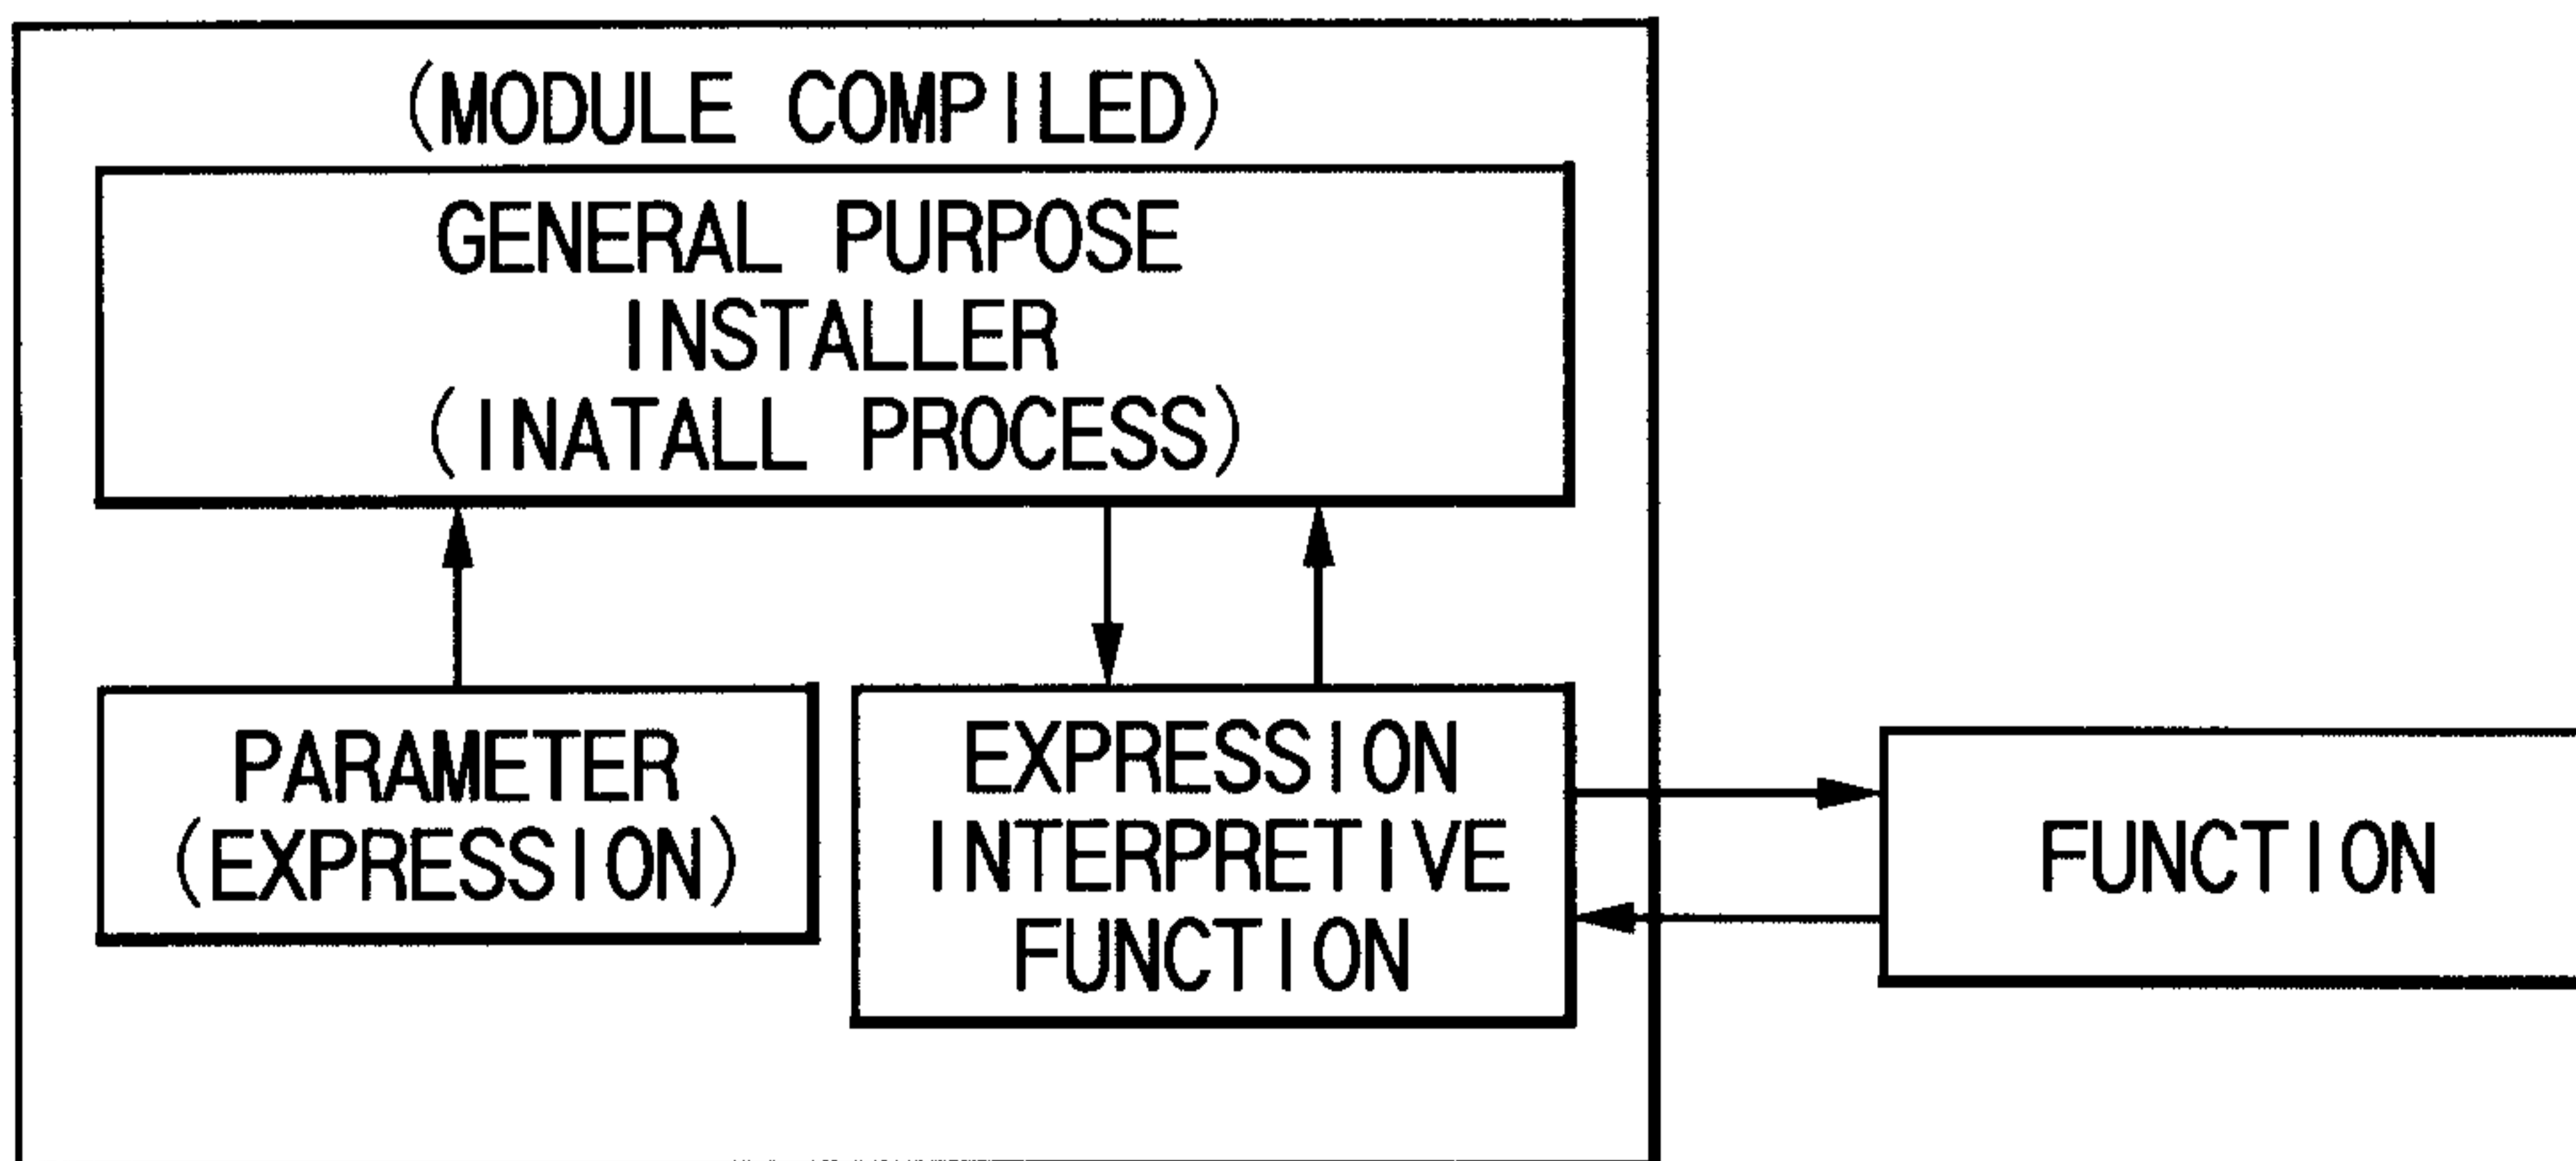 (MODULE COMPILED)
GENERAL PURPOSE
INSTALLER
(INATALL PROCESS)
PARAMETER
(EXPRESSION)
EXPRESSION
INTERPRETIVE
FUNCTION
FUNCTION